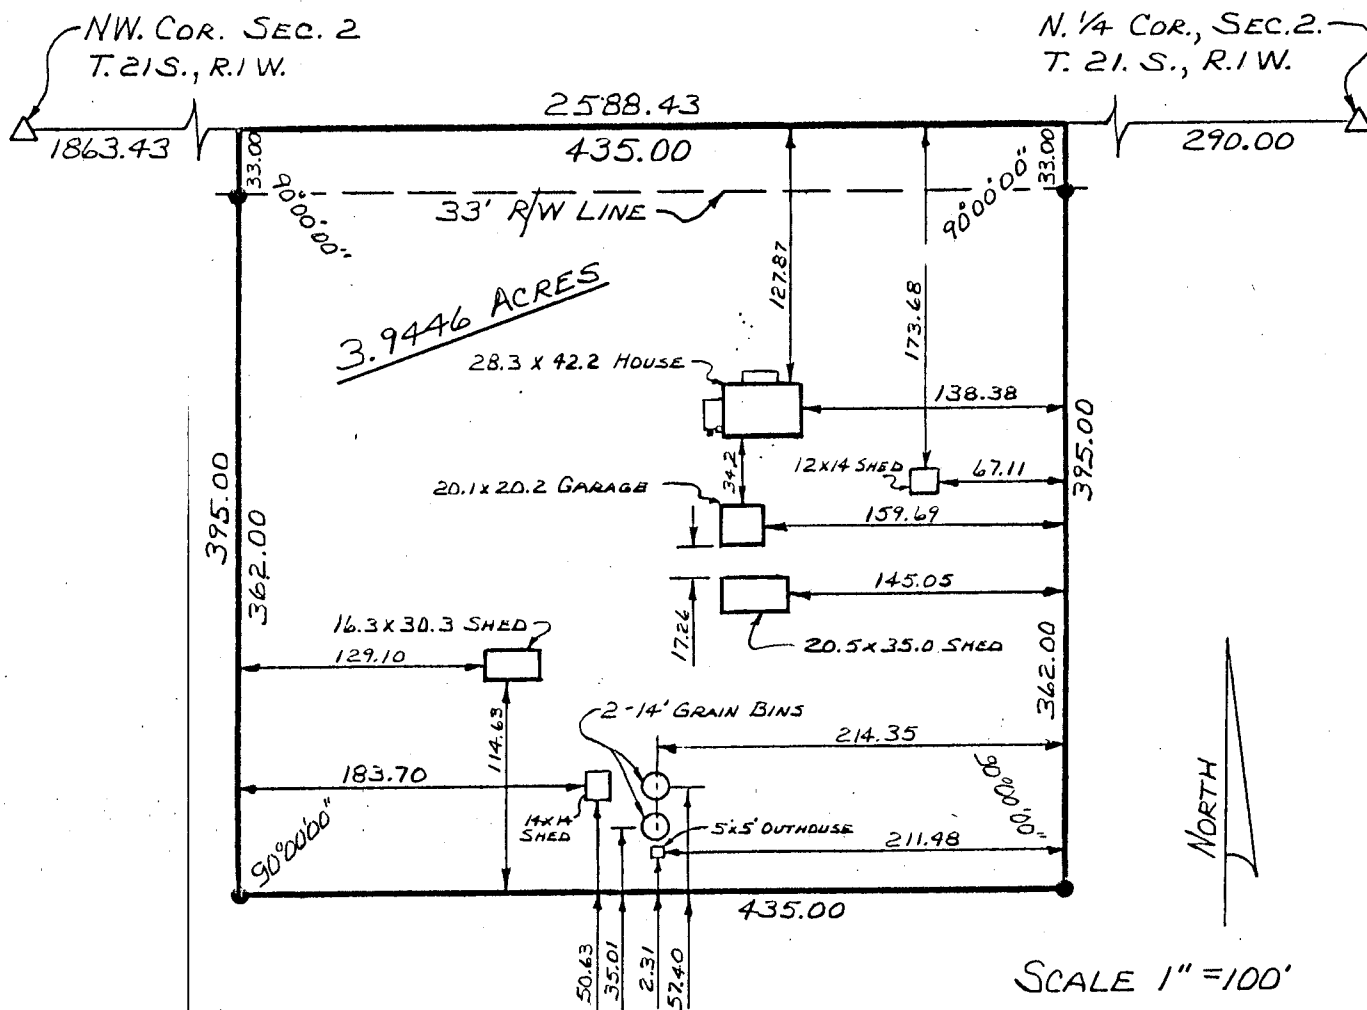 NW. COR. SEC. 2
T. 21 S., R. 1 W.
N. 1/4 COR., SEC. 2.
T. 21. S., R. 1 W.
2588.43
1863.43
435.00
290.00
33.00
33.00
90°00'00"
90°00'00"
33' R/W LINE
3.9446 ACRES
127.87
173.68
28.3 X 42.2 HOUSE
138.38
395.00
362.00
395.00
362.00
34.2
12x14 SHED
67.11
20.1 x 20.2 GARAGE
159.69
145.05
17.26
20.5 x 35.0 SHED
16.3 x 30.3 SHED
129.10
114.63
2-14' GRAIN BINS
214.35
183.70
14x14
SHED
5'x5' OUTHOUSE
211.48
90°00'00"
90°00'00"
435.00
50.63
35.01
2.31
57.40
NORTH
SCALE 1" = 100'